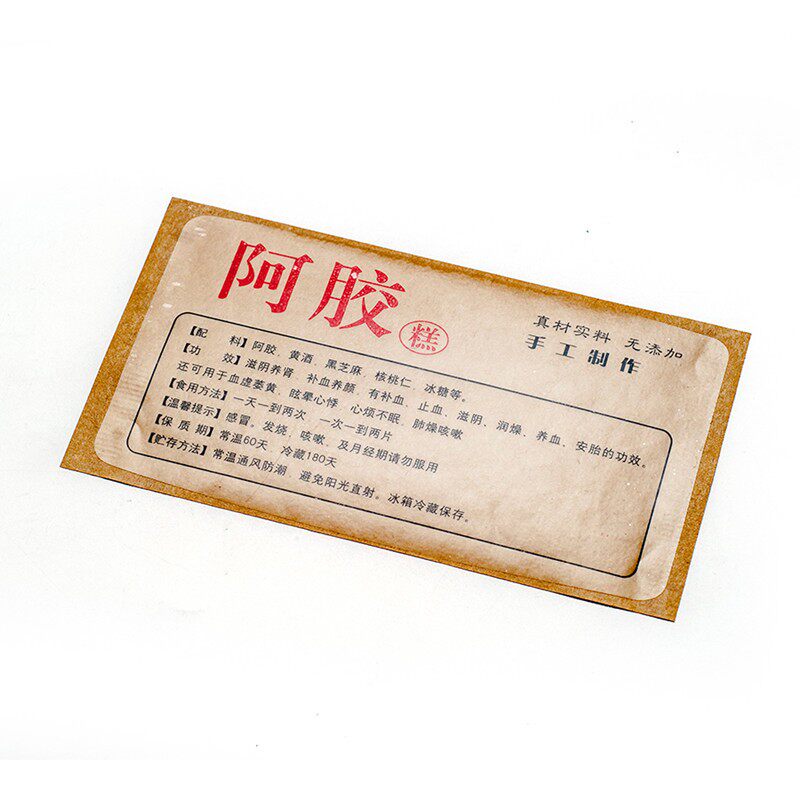 阿胶糕
真材实料 无添加
手工制作
【配 料】阿胶、黄酒、黑芝麻、核桃仁、冰糖等。
【功 效】滋阴养肾、补血养颜,有补血、止血、滋阴、润燥、养血、安胎的功效。
还可用于血虚萎黄、眩晕心悸、心烦不眠、肺燥咳嗽
【食用方法】一天一到两次、一次一到两片
【温馨提示】感冒。发烧、咳嗽、及月经期请勿服用
【保 质 期】常温60天、冷藏180天
【贮存方法】常温通风防潮、避免阳光直射。冰箱冷藏保存。